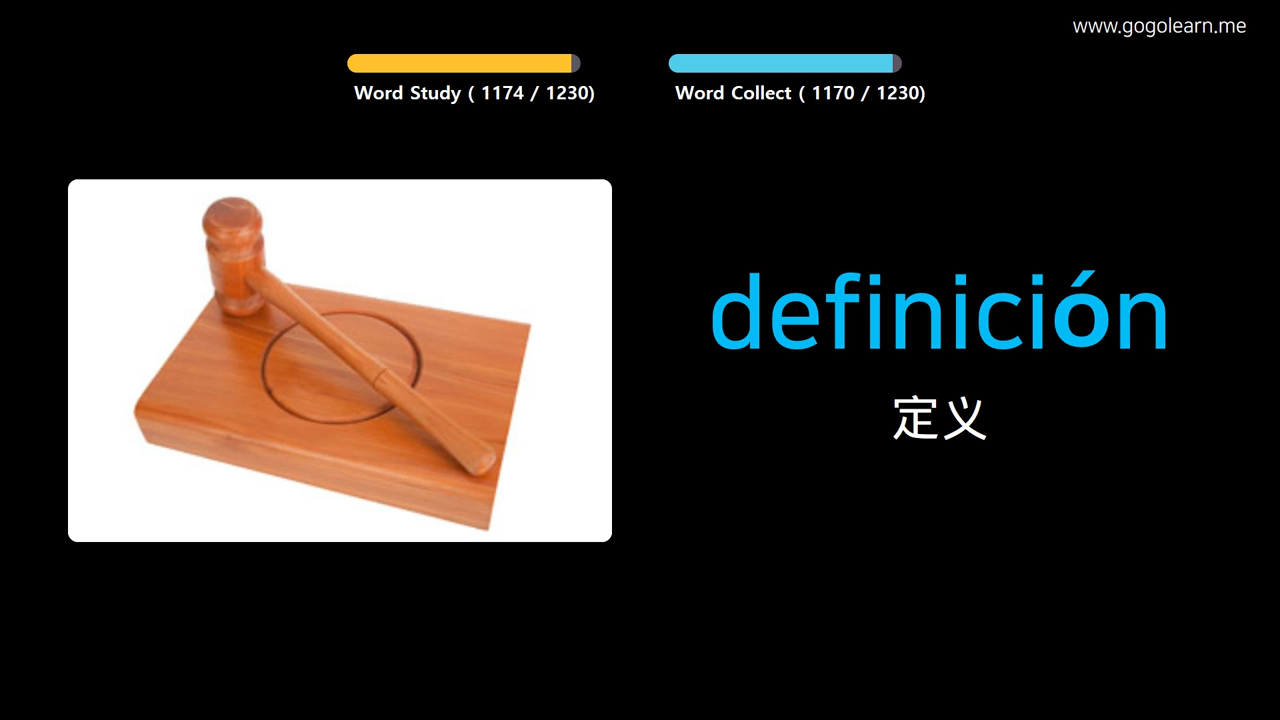 www.gogolearn.me
Word Study ( 1174 / 1230)
Word Collect ( 1170 / 1230)
definición
定义